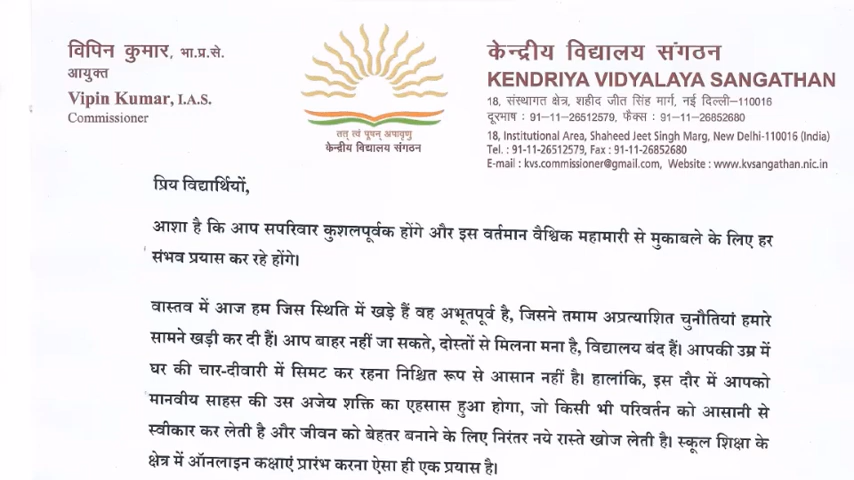 विपिन कुमार, भा.प्र.से.
आयुक्त
Vipin Kumar, I.A.S.
Commissioner
तत् त्वं पूषन् अपावृणु
केन्द्रीय विद्यालय संगठन
केन्द्रीय विद्यालय संगठन
KENDRIYA VIDYALAYA SANGATHAN
18, संस्थागत क्षेत्र, शहीद जीत सिंह मार्ग, नई दिल्ली–110016
दूरभाष : 91–11–26512579, फैक्स : 91–11–26852680
18, Institutional Area, Shaheed Jeet Singh Marg, New Delhi-110016 (India)
Tel. : 91-11-26512579, Fax : 91-11-26852680
E-mail : kvs.commissioner@gmail.com, Website : www.kvsangathan.nic.in
प्रिय विद्यार्थियों,
आशा है कि आप सपरिवार कुशलपूर्वक होंगे और इस वर्तमान वैश्विक महामारी से मुकाबले के लिए हर
संभव प्रयास कर रहे होंगे।
वास्तव में आज हम जिस स्थिति में खड़े हैं वह अभूतपूर्व है, जिसने तमाम अप्रत्याशित चुनौतियां हमारे
सामने खड़ी कर दी हैं। आप बाहर नहीं जा सकते, दोस्तों से मिलना मना है, विद्यालय बंद हैं। आपकी उम्र में
घर की चार-दीवारी में सिमट कर रहना निश्चित रूप से आसान नहीं है। हालांकि, इस दौर में आपको
मानवीय साहस की उस अजेय शक्ति का एहसास हुआ होगा, जो किसी भी परिवर्तन को आसानी से
स्वीकार कर लेती है और जीवन को बेहतर बनाने के लिए निरंतर नये रास्ते खोज लेती है। स्कूल शिक्षा के
क्षेत्र में ऑनलाइन कक्षाएं प्रारंभ करना ऐसा ही एक प्रयास है।